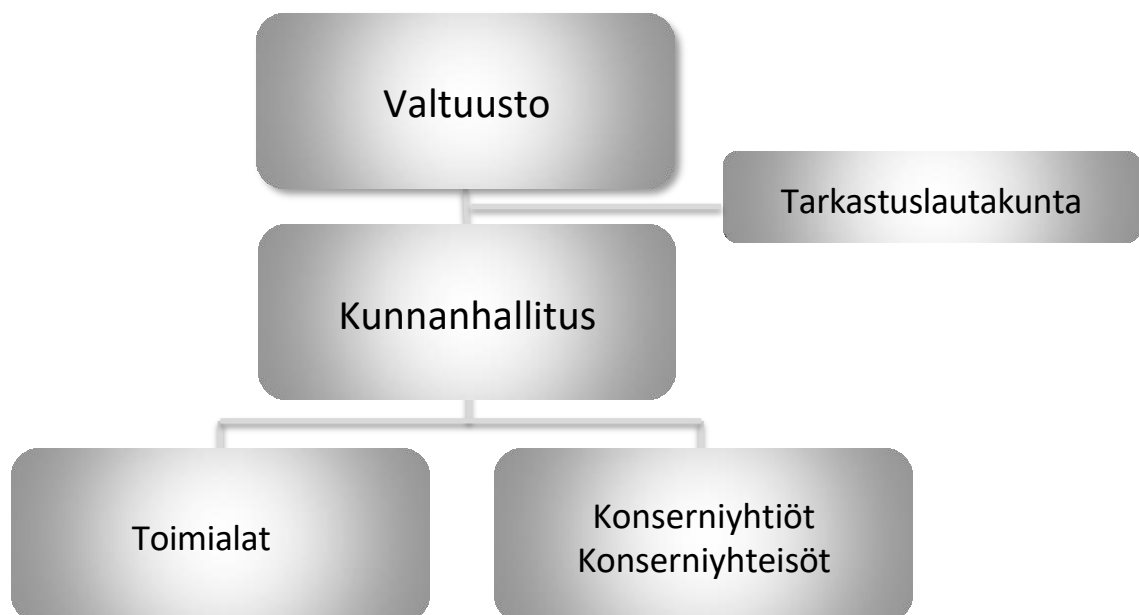 Valtuusto
Tarkastuslautakunta
Kunnanhallitus
Toimialat
Konserniyhtiöt
Konserniyhteisöt